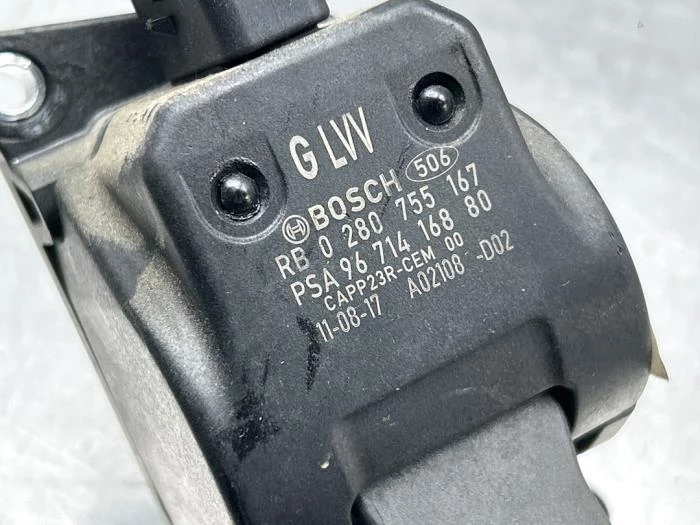 GLVV
BOSCH 506
RB 0 280 755 167
PSA 96 714 168 80
CAPP23R-CEM 00
11-08-17 A02108 -D02